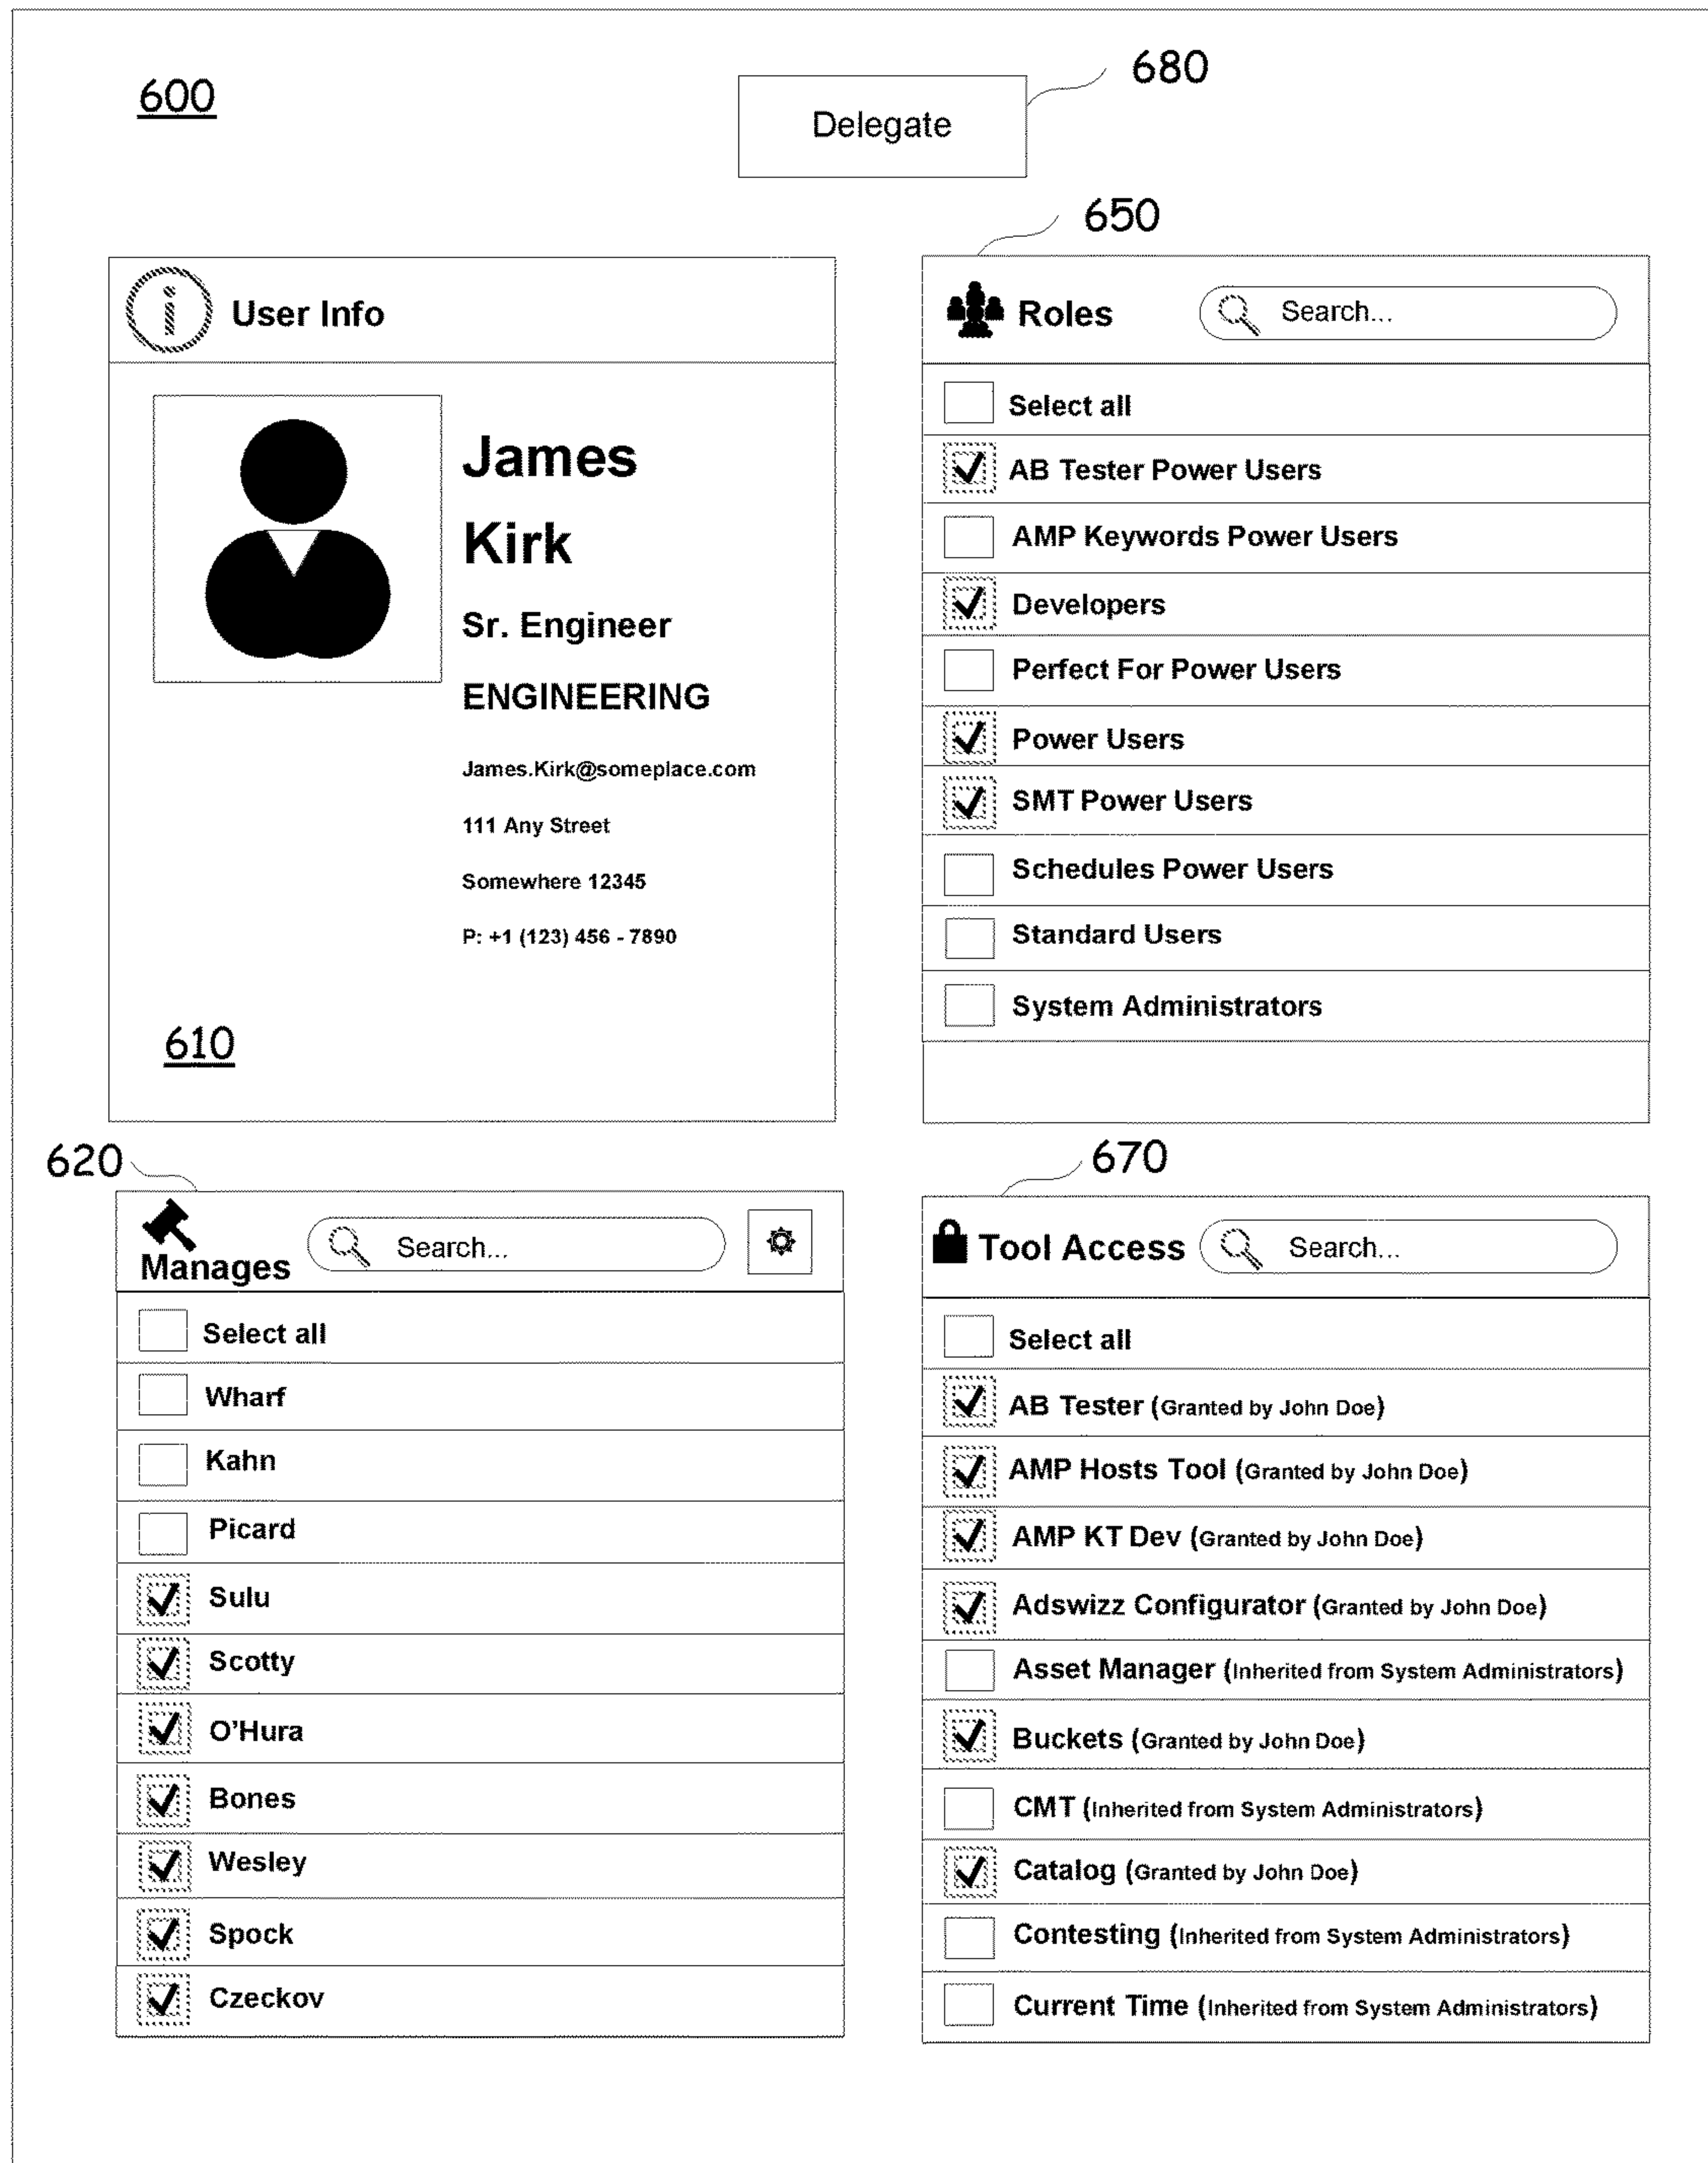 600
Delegate
680
User Info
James
Kirk
Sr. Engineer
ENGINEERING
James.Kirk@someplace.com
111 Any Street
Somewhere 12345
P: +1 (123) 456 - 7890
610
650
Roles
Search...
Select all
AB Tester Power Users
AMP Keywords Power Users
Developers
Perfect For Power Users
Power Users
SMT Power Users
Schedules Power Users
Standard Users
System Administrators
620
Manages
Search...
Select all
Wharf
Kahn
Picard
Sulu
Scotty
O'Hura
Bones
Wesley
Spock
Czeckov
670
Tool Access
Search...
Select all
AB Tester (Granted by John Doe)
AMP Hosts Tool (Granted by John Doe)
AMP KT Dev (Granted by John Doe)
Adswizz Configurator (Granted by John Doe)
Asset Manager (Inherited from System Administrators)
Buckets (Granted by John Doe)
CMT (Inherited from System Administrators)
Catalog (Granted by John Doe)
Contesting (Inherited from System Administrators)
Current Time (Inherited from System Administrators)